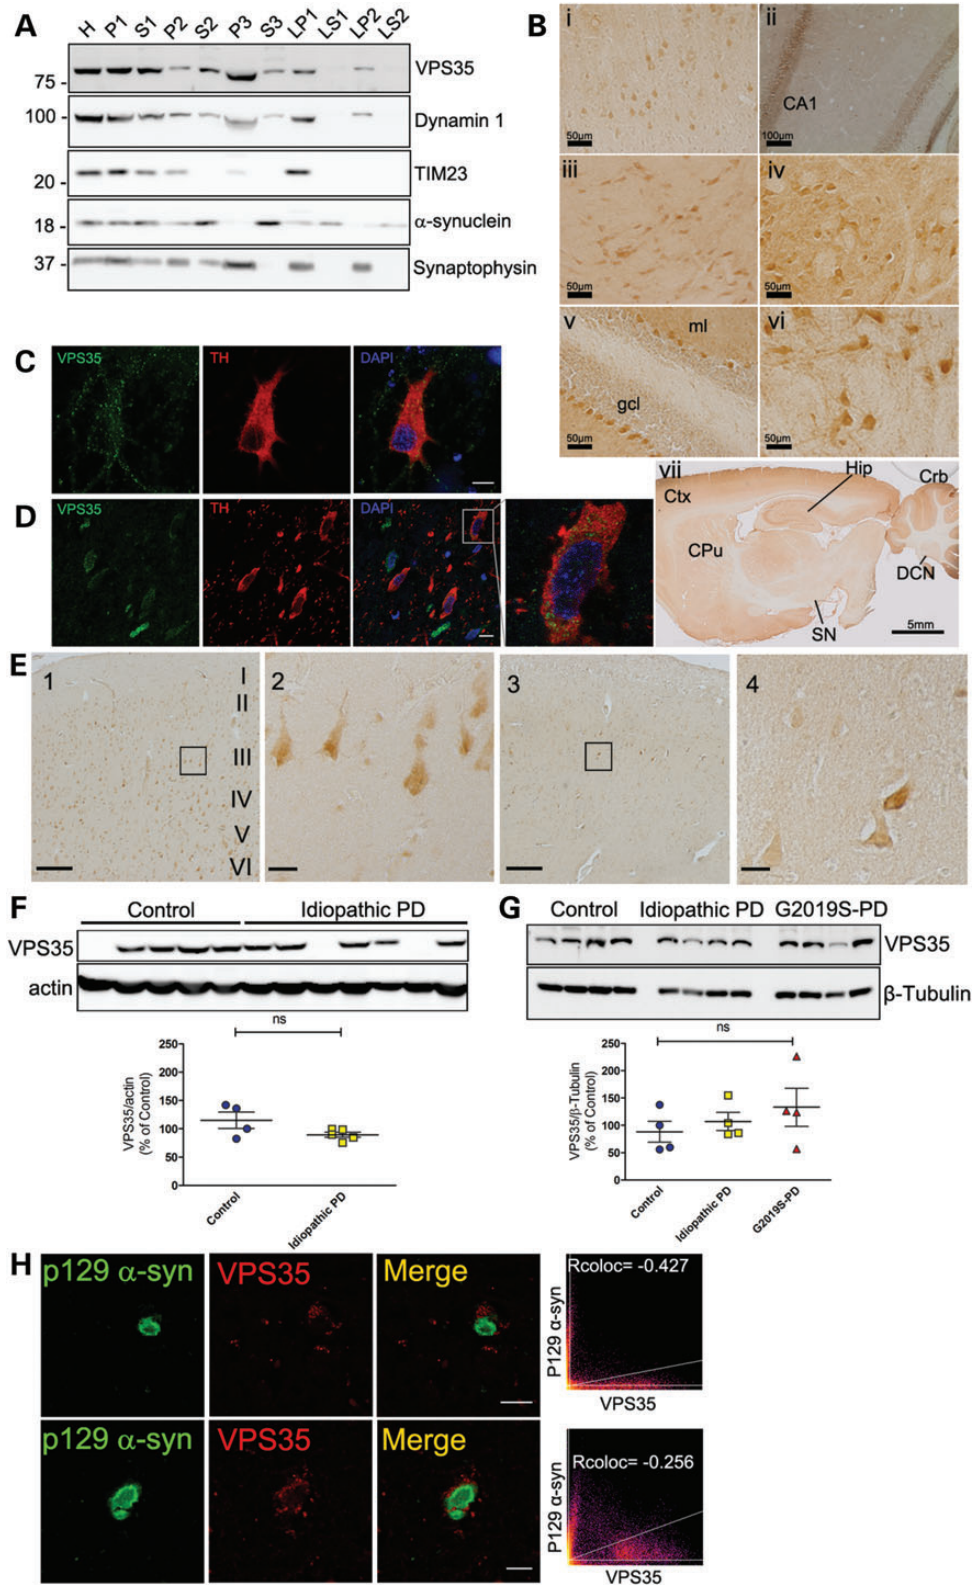 A
H P1 S1 P2 S2 P3 S3 LP1 LS1 LP2 LS2
75 - VPS35
100 - Dynamin 1
20 - TIM23
18 - α-synuclein
37 - Synaptophysin
B
i
50μm
ii
CA1
100μm
iii
50μm
iv
50μm
v
ml
gcl
50μm
vi
50μm
vii
Ctx
Hip
Crb
CPu
DCN
SN
5mm
C
VPS35 TH DAPI
D
VPS35 TH DAPI
E
1
I
II
III
IV
V
VI
2
3
4
F
Control Idiopathic PD
VPS35
actin
ns
VPS35/actin
(% of Control)
250
200
150
100
50
0
Control
Idiopathic PD
G
Control Idiopathic PD G2019S-PD
VPS35
β-Tubulin
ns
VPS35/β-Tubulin
(% of Control)
250
200
150
100
50
0
Control
Idiopathic PD
G2019S-PD
H
p129 α-syn VPS35 Merge
Rcoloc= -0.427
P129 α-syn
VPS35
p129 α-syn VPS35 Merge
Rcoloc= -0.256
P129 α-syn
VPS35